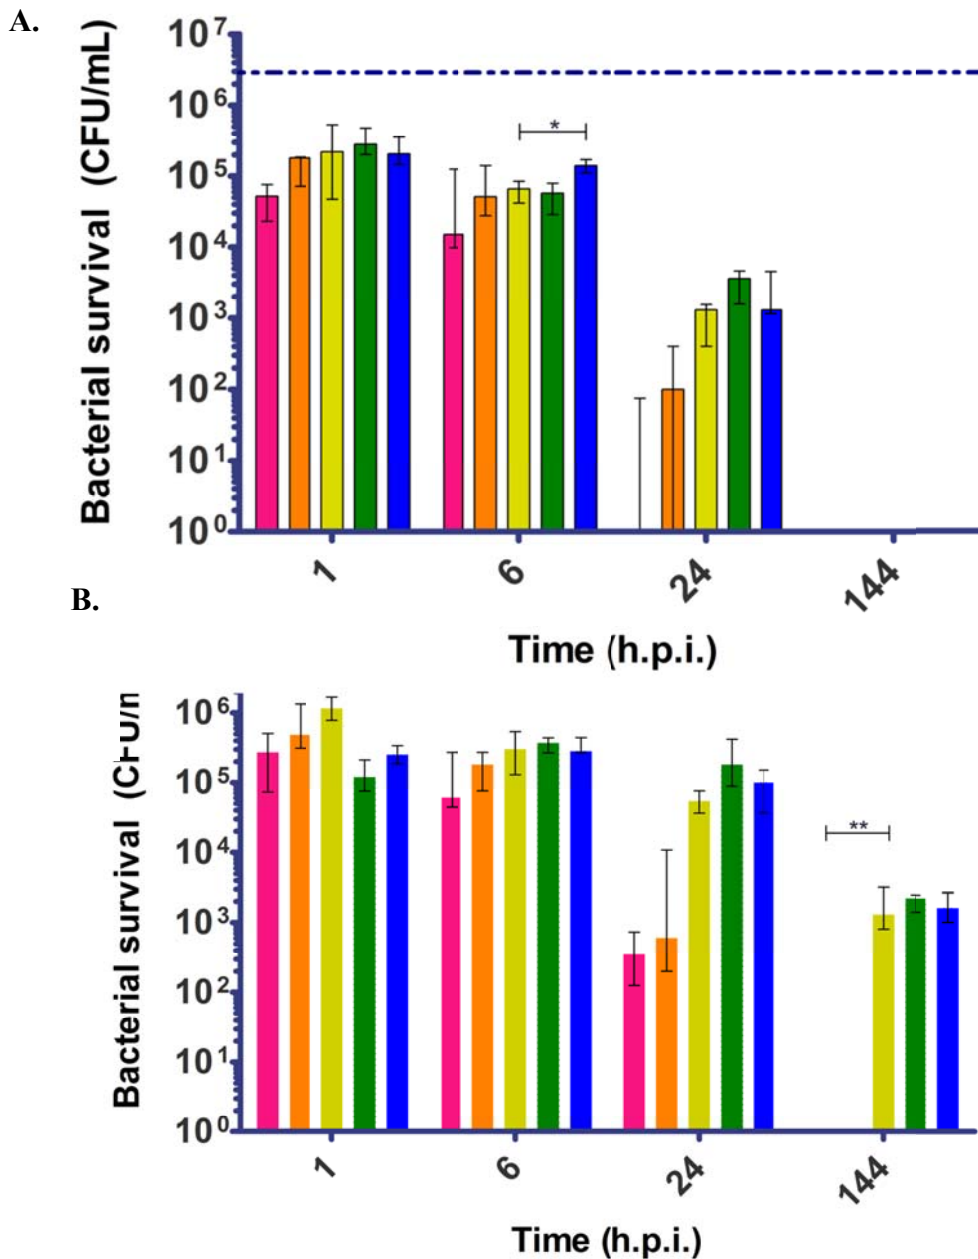 A.
Bacterial survival (CFU/mL)
10⁷
10⁶
10⁵
10⁴
10³
10²
10¹
10⁰
*
1 6 24 144
Time (h.p.i.)
B.
Bacterial survival (CFU/m
10⁶
10⁵
10⁴
10³
10²
10¹
10⁰
**
1 6 24 144
Time (h.p.i.)